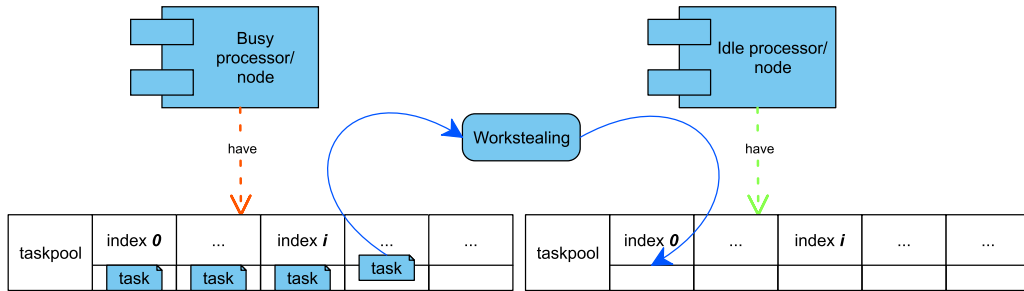 Busy
processor/
node
Idle processor/
node
have
Workstealing
have
taskpool
index 0
...
index i
...
...
task
task
task
task
taskpool
index 0
...
index i
...
...